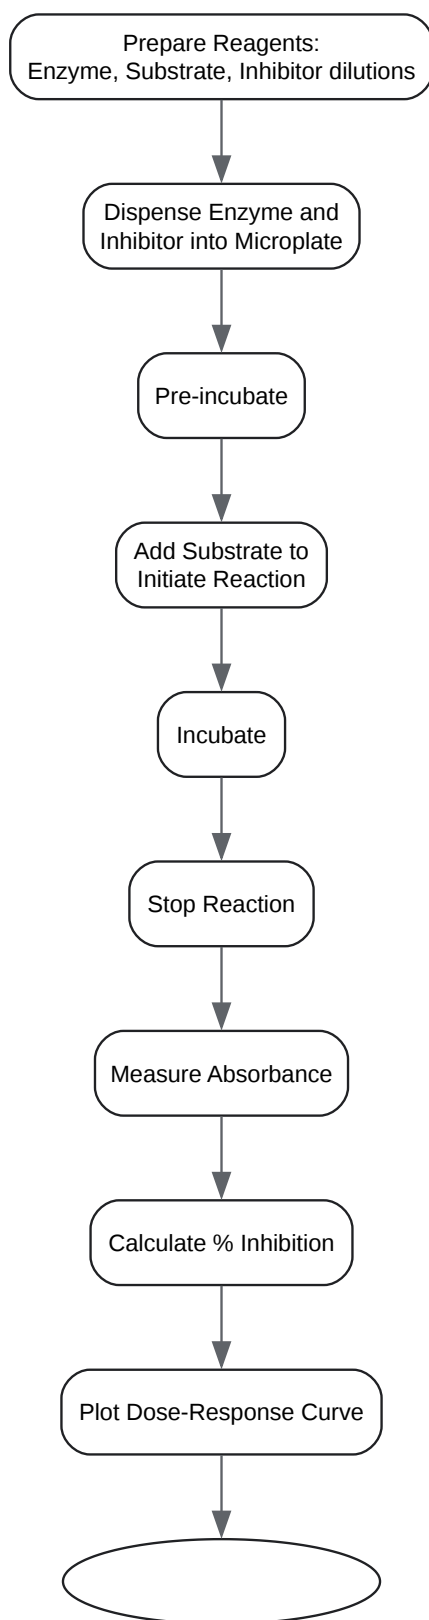 Prepare Reagents:
Enzyme, Substrate, Inhibitor dilutions
Dispense Enzyme and
Inhibitor into Microplate
Pre-incubate
Add Substrate to
Initiate Reaction
Incubate
Stop Reaction
Measure Absorbance
Calculate % Inhibition
Plot Dose-Response Curve